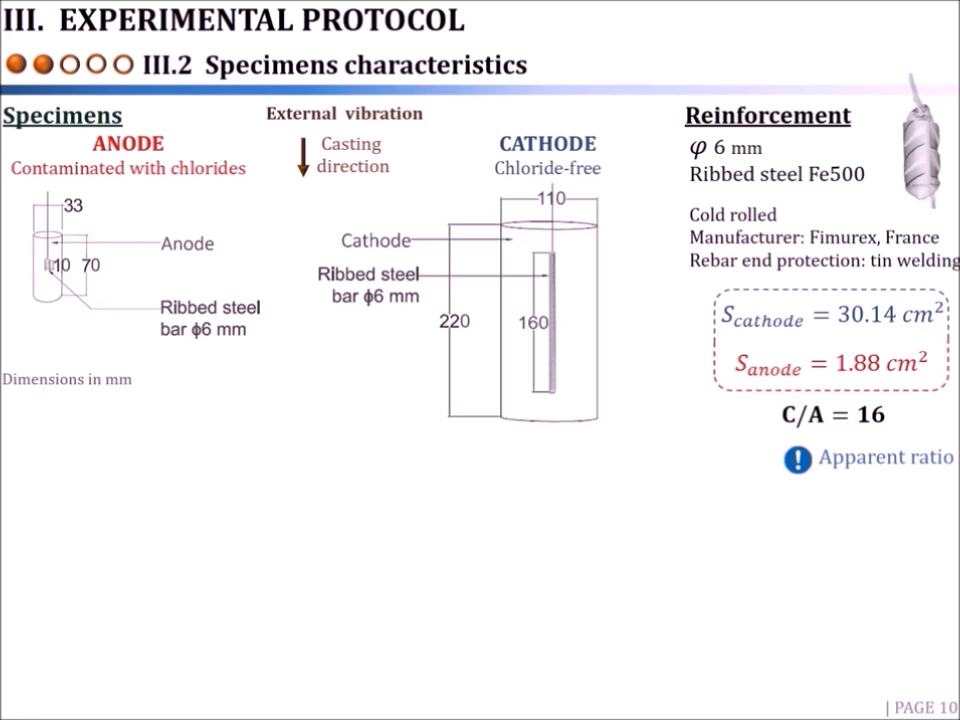 III. EXPERIMENTAL PROTOCOL
III.2 Specimens characteristics
Specimens
ANODE
Contaminated with chlorides
33
Anode
10 70
Ribbed steel
bar ϕ6 mm
Dimensions in mm
External vibration
Casting
direction
CATHODE
Chloride-free
110
Cathode
Ribbed steel
bar ϕ6 mm
220
160
Reinforcement
φ 6 mm
Ribbed steel Fe500
Cold rolled
Manufacturer: Fimurex, France
Rebar end protection: tin welding
S_cathode = 30.14 cm²
S_anode = 1.88 cm²
C/A = 16
! Apparent ratio
| PAGE 10